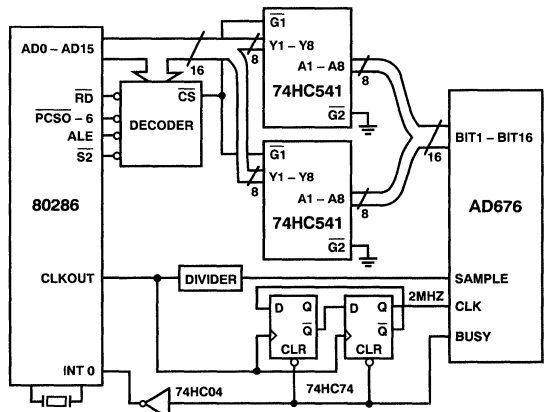 AD0 – AD15
16
RD
PCSO – 6
ALE
S2
CS
DECODER
80286
CLKOUT
INT 0
G1
Y1 – Y8
8
A1 – A8
8
74HC541
G2
G1
Y1 – Y8
8
A1 – A8
8
74HC541
G2
16
BIT1 – BIT16
AD676
SAMPLE
CLK
BUSY
DIVIDER
2MHZ
D Q
Q
CLR
D Q
Q
CLR
74HC04
74HC74